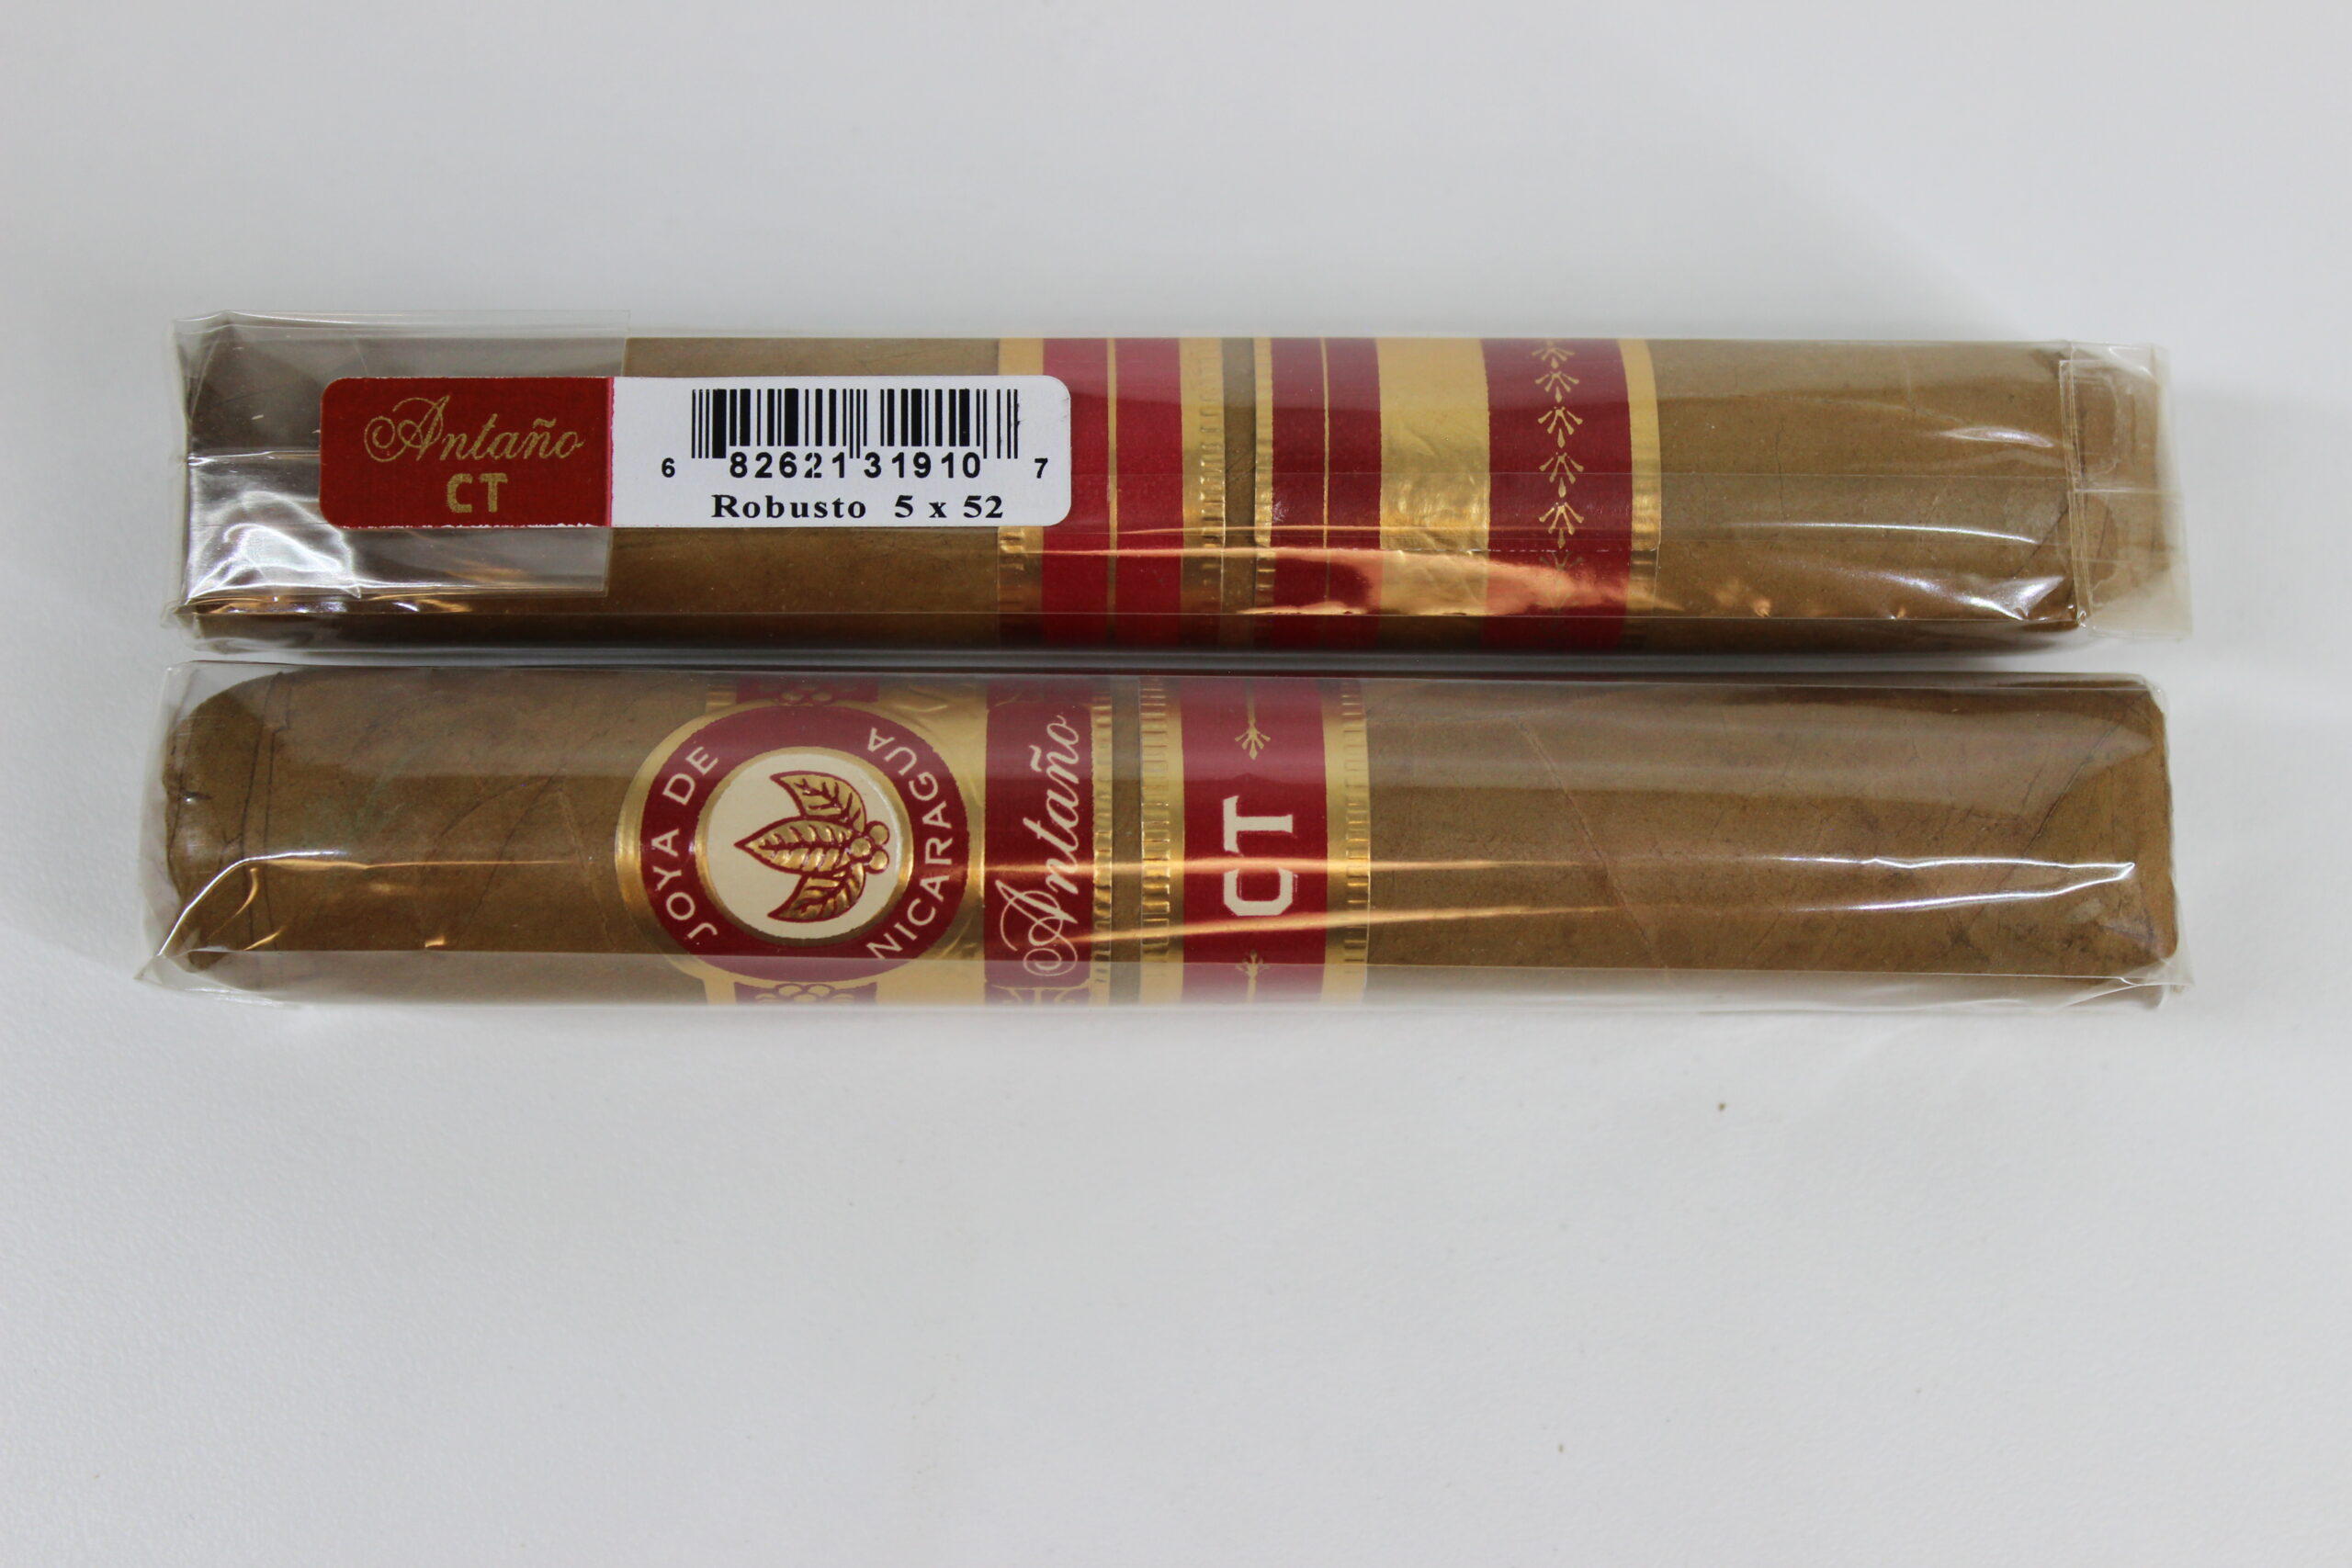 Antaño
CT
6 82621 31910 7
Robusto 5 x 52
JOYA DE
NICARAGUA
Antaño
CT